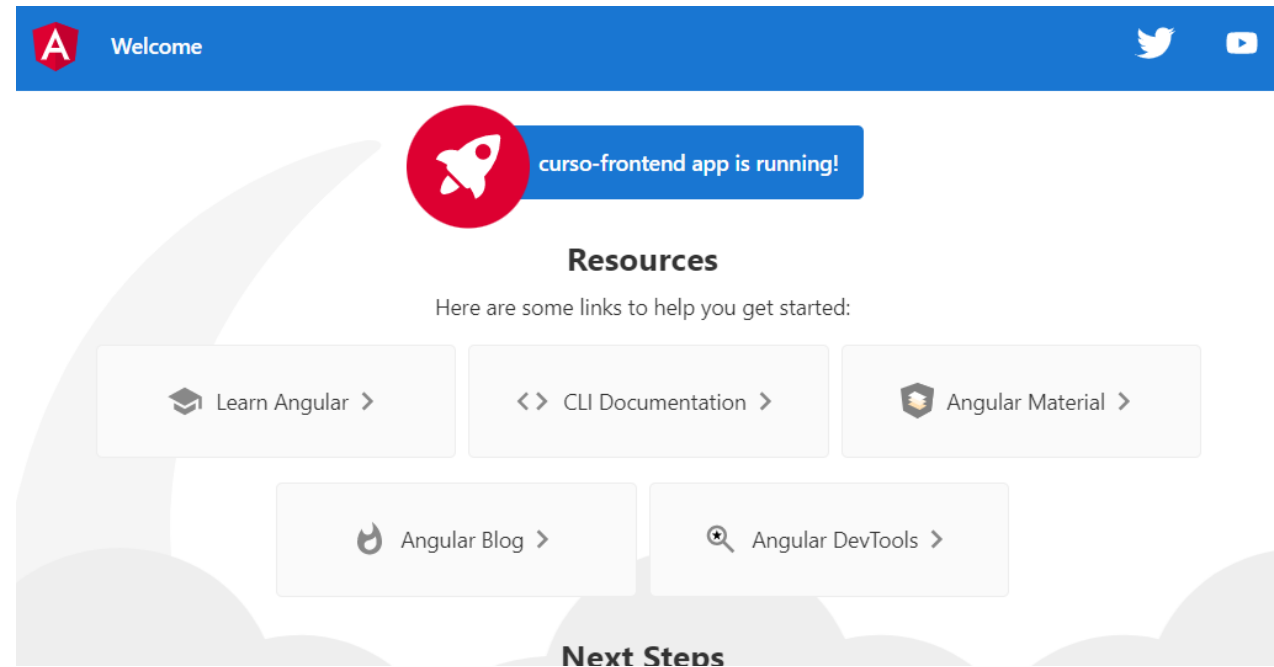 Welcome
curso-frontend app is running!
Resources
Here are some links to help you get started:
Learn Angular
CLI Documentation
Angular Material
Angular Blog
Angular DevTools
Next Steps